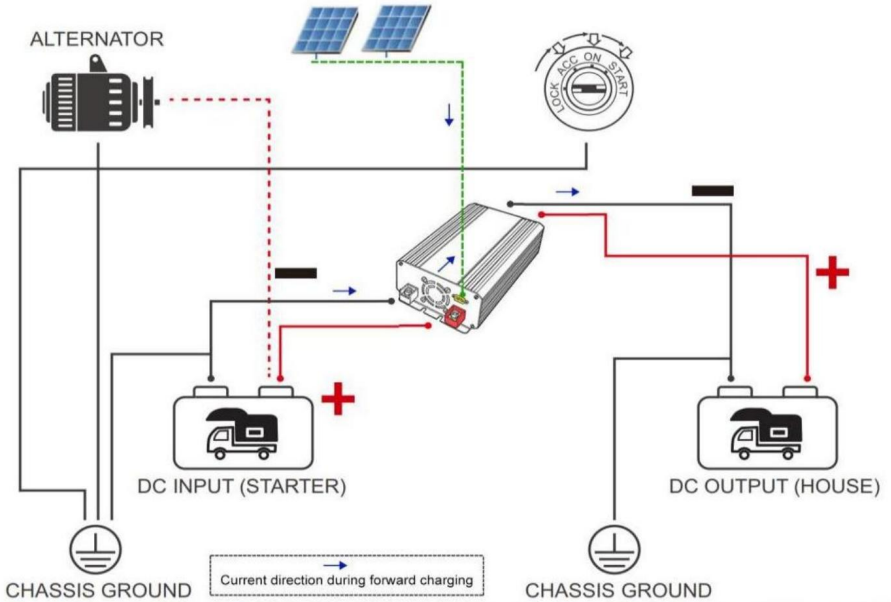 ALTERNATOR
LOCK ACC ON START
DC INPUT (STARTER)
DC OUTPUT (HOUSE)
CHASSIS GROUND
Current direction during forward charging
CHASSIS GROUND